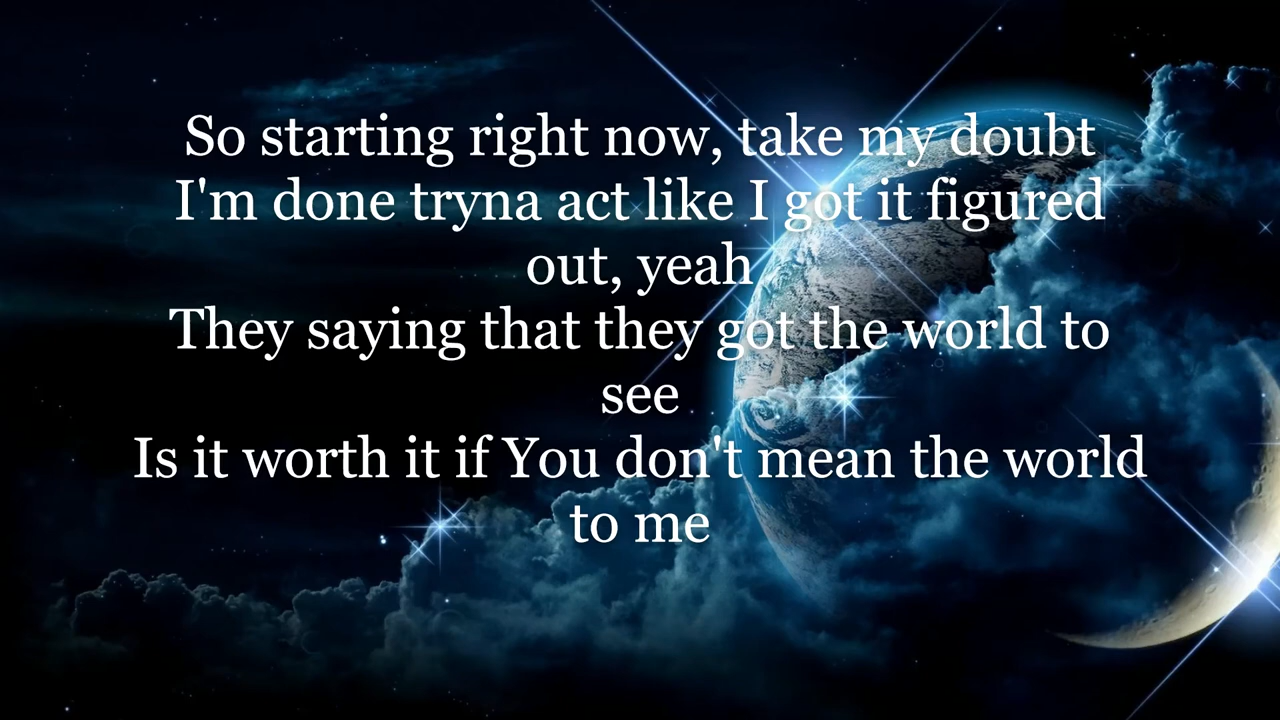 So starting right now, take my doubt
I'm done tryna act like I got it figured
out, yeah
They saying that they got the world to
see
Is it worth it if You don't mean the world
to me